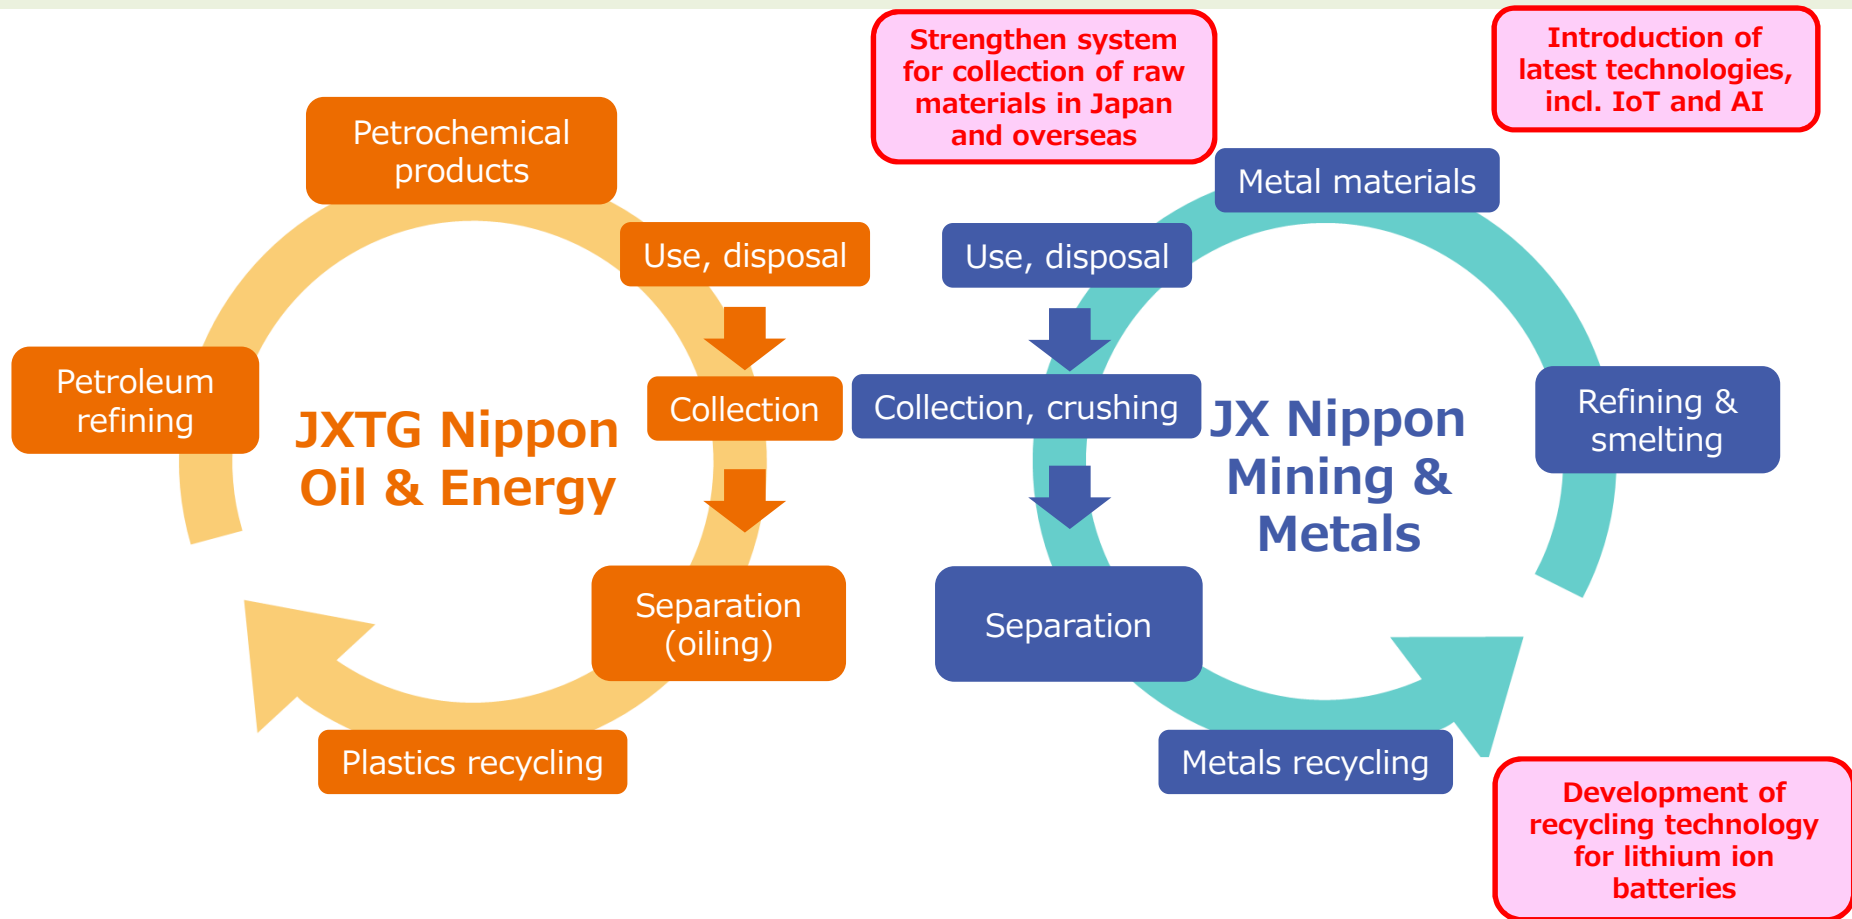 Strengthen system
for collection of raw
materials in Japan
and overseas
Introduction of
latest technologies,
incl. IoT and AI
Petrochemical
products
Use, disposal
Collection
Separation
(oiling)
Plastics recycling
Petroleum
refining
JXTG Nippon
Oil & Energy
Metal materials
Use, disposal
Collection, crushing
Separation
Metals recycling
Refining &
smelting
JX Nippon
Mining &
Metals
Development of
recycling technology
for lithium ion
batteries